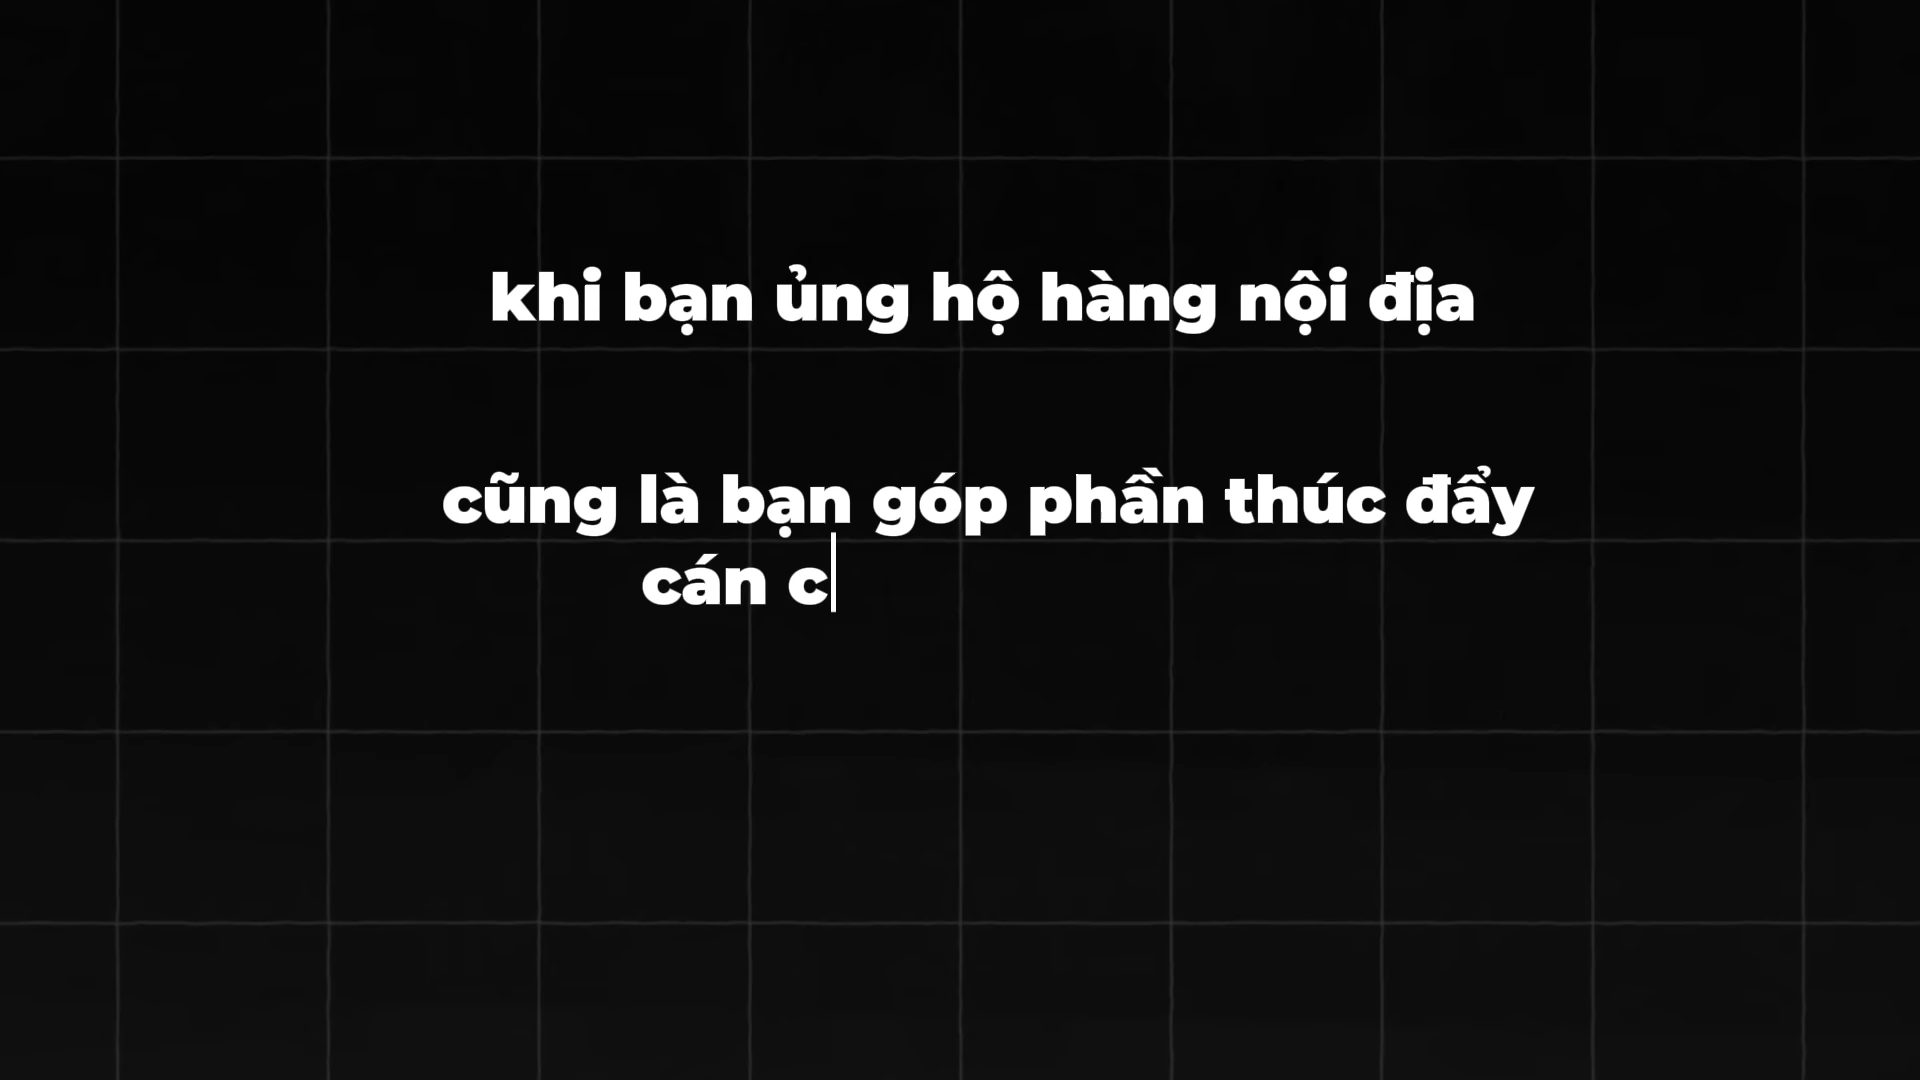 khi bạn ủng hộ hàng nội địa
cũng là bạn góp phần thúc đẩy
cán c